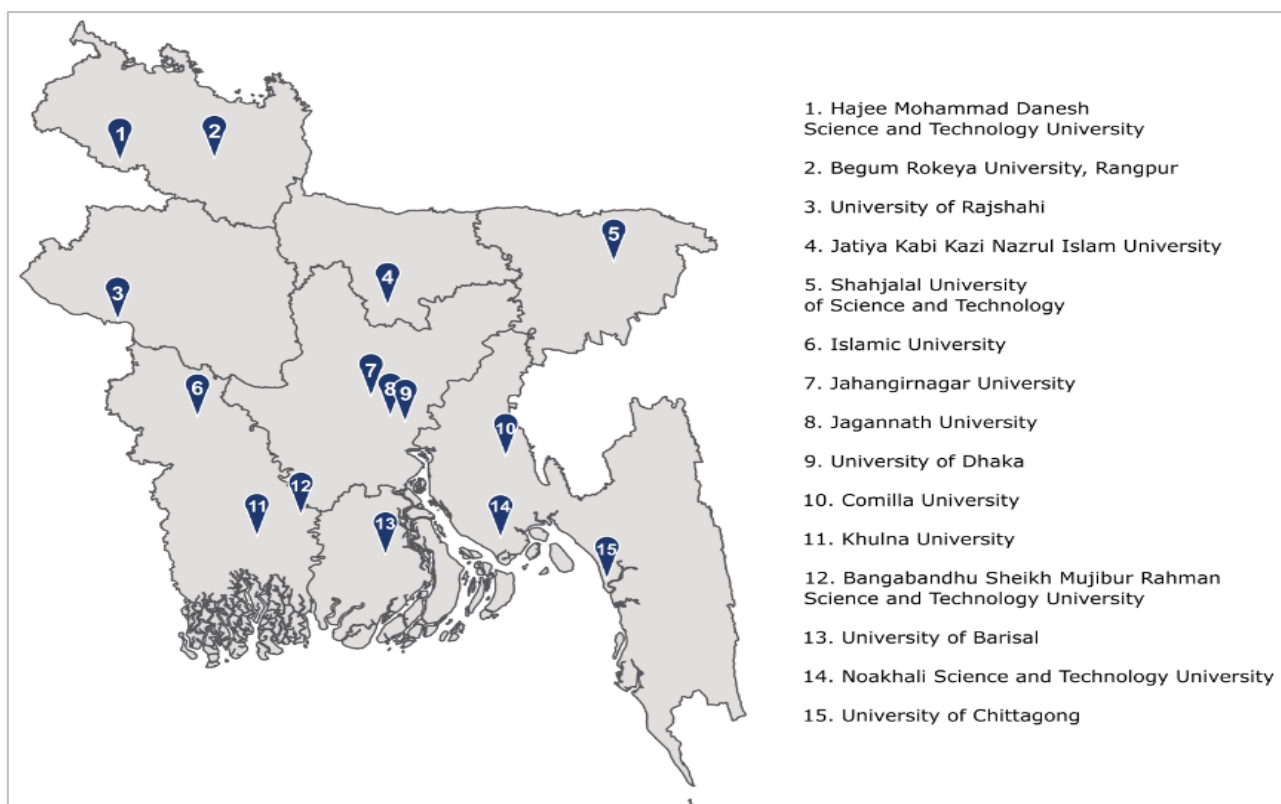 1
2
3
4
5
6
7
8
9
10
11
12
13
14
15
1. Hajee Mohammad Danesh
Science and Technology University
2. Begum Rokeya University, Rangpur
3. University of Rajshahi
4. Jatiya Kabi Kazi Nazrul Islam University
5. Shahjalal University
of Science and Technology
6. Islamic University
7. Jahangirnagar University
8. Jagannath University
9. University of Dhaka
10. Comilla University
11. Khulna University
12. Bangabandhu Sheikh Mujibur Rahman
Science and Technology University
13. University of Barisal
14. Noakhali Science and Technology University
15. University of Chittagong